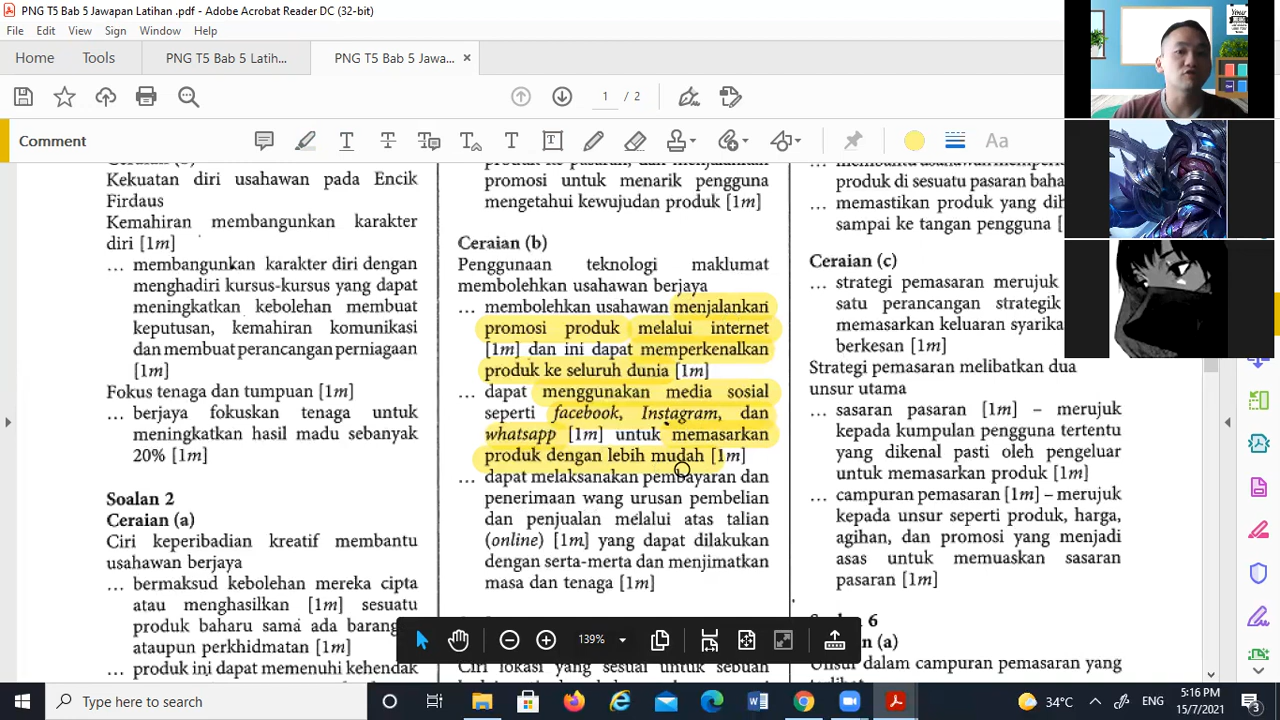 PNG T5 Bab 5 Jawapan Latihan .pdf - Adobe Acrobat Reader DC (32-bit)
File Edit View Sign Window Help
Home Tools PNG T5 Bab 5 Latih... PNG T5 Bab 5 Jawa... ×
1 / 2
Comment
Kekuatan diri usahawan pada Encik
Firdaus
Kemahiran membangunkan karakter
diri [1m]
... membangunkan karakter diri dengan
menghadiri kursus-kursus yang dapat
meningkatkan kebolehan membuat
keputusan, kemahiran komunikasi
dan membuat perancangan perniagaan
[1m]
Fokus tenaga dan tumpuan [1m]
... berjaya fokuskan tenaga untuk
meningkatkan hasil madu sebanyak
20% [1m]
Soalan 2
Ceraian (a)
Ciri keperibadian kreatif membantu
usahawan berjaya
... bermaksud kebolehan mereka cipta
atau menghasilkan [1m] sesuatu
produk baharu sama ada barang
ataupun perkhidmatan [1m]
... produk ini dapat memenuhi kehendak
produk ke pasaran, dan menjalankan
promosi untuk menarik pengguna
mengetahui kewujudan produk [1m]
Ceraian (b)
Penggunaan teknologi maklumat
membolehkan usahawan berjaya
... membolehkan usahawan menjalankan
promosi produk melalui internet
[1m] dan ini dapat memperkenalkan
produk ke seluruh dunia [1m]
... dapat menggunakan media sosial
seperti facebook, Instagram, dan
whatsapp [1m] untuk memasarkan
produk dengan lebih mudah [1m]
... dapat melaksanakan pembayaran dan
penerimaan wang urusan pembelian
dan penjualan melalui atas talian
(online) [1m] yang dapat dilakukan
dengan serta-merta dan menjimatkan
masa dan tenaga [1m]
Ciri lokasi yang sesuai untuk sebuah
produk di sesuatu pasaran
... memastikan produk yang
sampai ke tangan pengguna [
Ceraian (c)
... strategi pemasaran merujuk
satu perancangan strategik
memasarkan keluaran
berkesan [1m]
Strategi pemasaran melibatkan dua
unsur utama
... sasaran pasaran [1m] – merujuk
kepada kumpulan pengguna tertentu
yang dikenal pasti oleh pengeluar
untuk memasarkan produk [1m]
... campuran pemasaran [1m] – merujuk
kepada unsur seperti produk, harga,
agihan, dan promosi yang menjadi
asas untuk memuaskan sasaran
pasaran [1m]
6
(a)
Unsur dalam campuran pemasaran yang
139%
Type here to search
34°C ENG 5:16 PM
15/7/2021
3